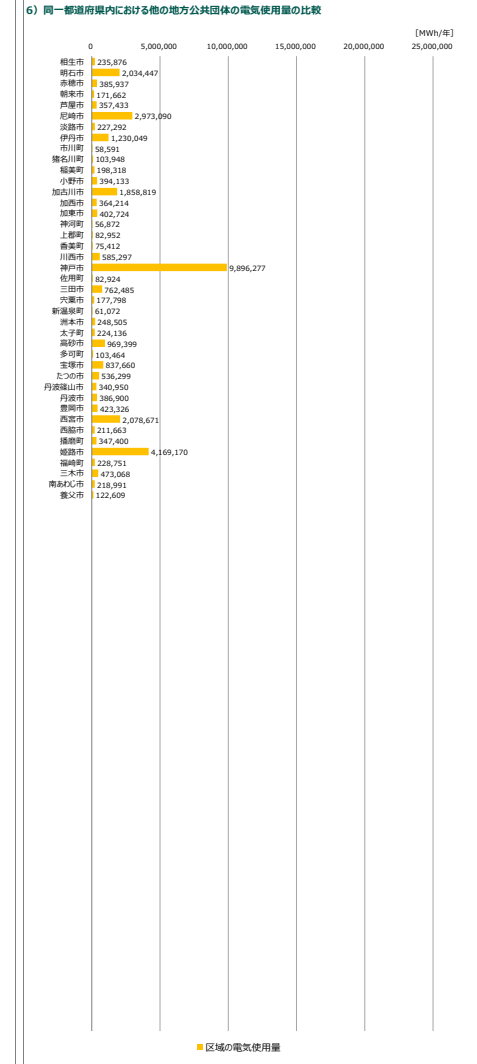 6）同一都道府県内における他の地方公共団体の電気使用量の比較
[MWh/年]
0 5,000,000 10,000,000 15,000,000 20,000,000 25,000,000
相生市 235,876
明石市 2,034,447
赤穂市 385,937
朝来市 171,662
芦屋市 357,433
尼崎市 2,973,090
淡路市 227,292
伊丹市 1,230,049
市川町 58,591
猪名川町 103,948
稲美町 198,318
小野市 394,133
加古川市 1,858,819
加西市 364,214
加東市 402,724
神河町 56,872
上郡町 82,952
香美町 75,412
川西市 585,297
神戸市 9,896,277
佐用町 82,924
三田市 762,485
宍粟市 177,798
新温泉町 61,072
洲本市 248,505
太子町 224,136
高砂市 969,399
多可町 103,464
宝塚市 837,660
たつの市 536,299
丹波篠山市 340,950
丹波市 386,900
豊岡市 423,326
西宮市 2,078,671
西脇市 211,663
播磨町 347,400
姫路市 4,169,170
福崎町 228,751
三木市 473,068
南あわじ市 218,991
養父市 122,609
区域の電気使用量